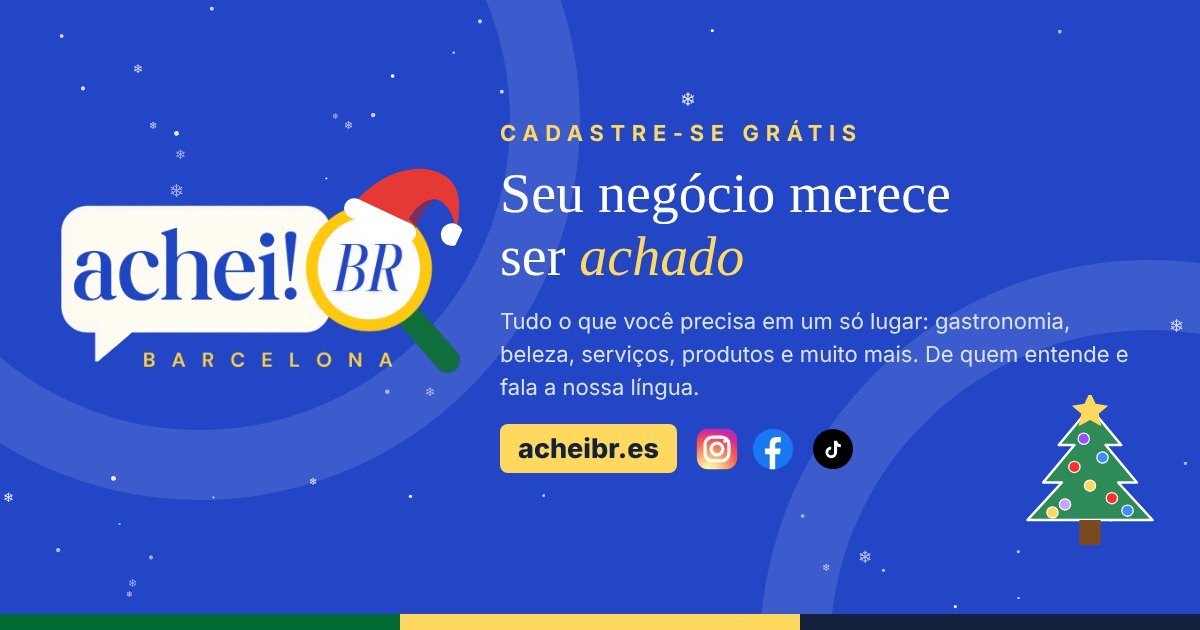 achei! BR
BARCELONA
CADASTRE-SE GRÁTIS
Seu negócio merece
ser achado
Tudo o que você precisa em um só lugar: gastronomia,
beleza, serviços, produtos e muito mais. De quem entende e
fala a nossa língua.
acheibr.es